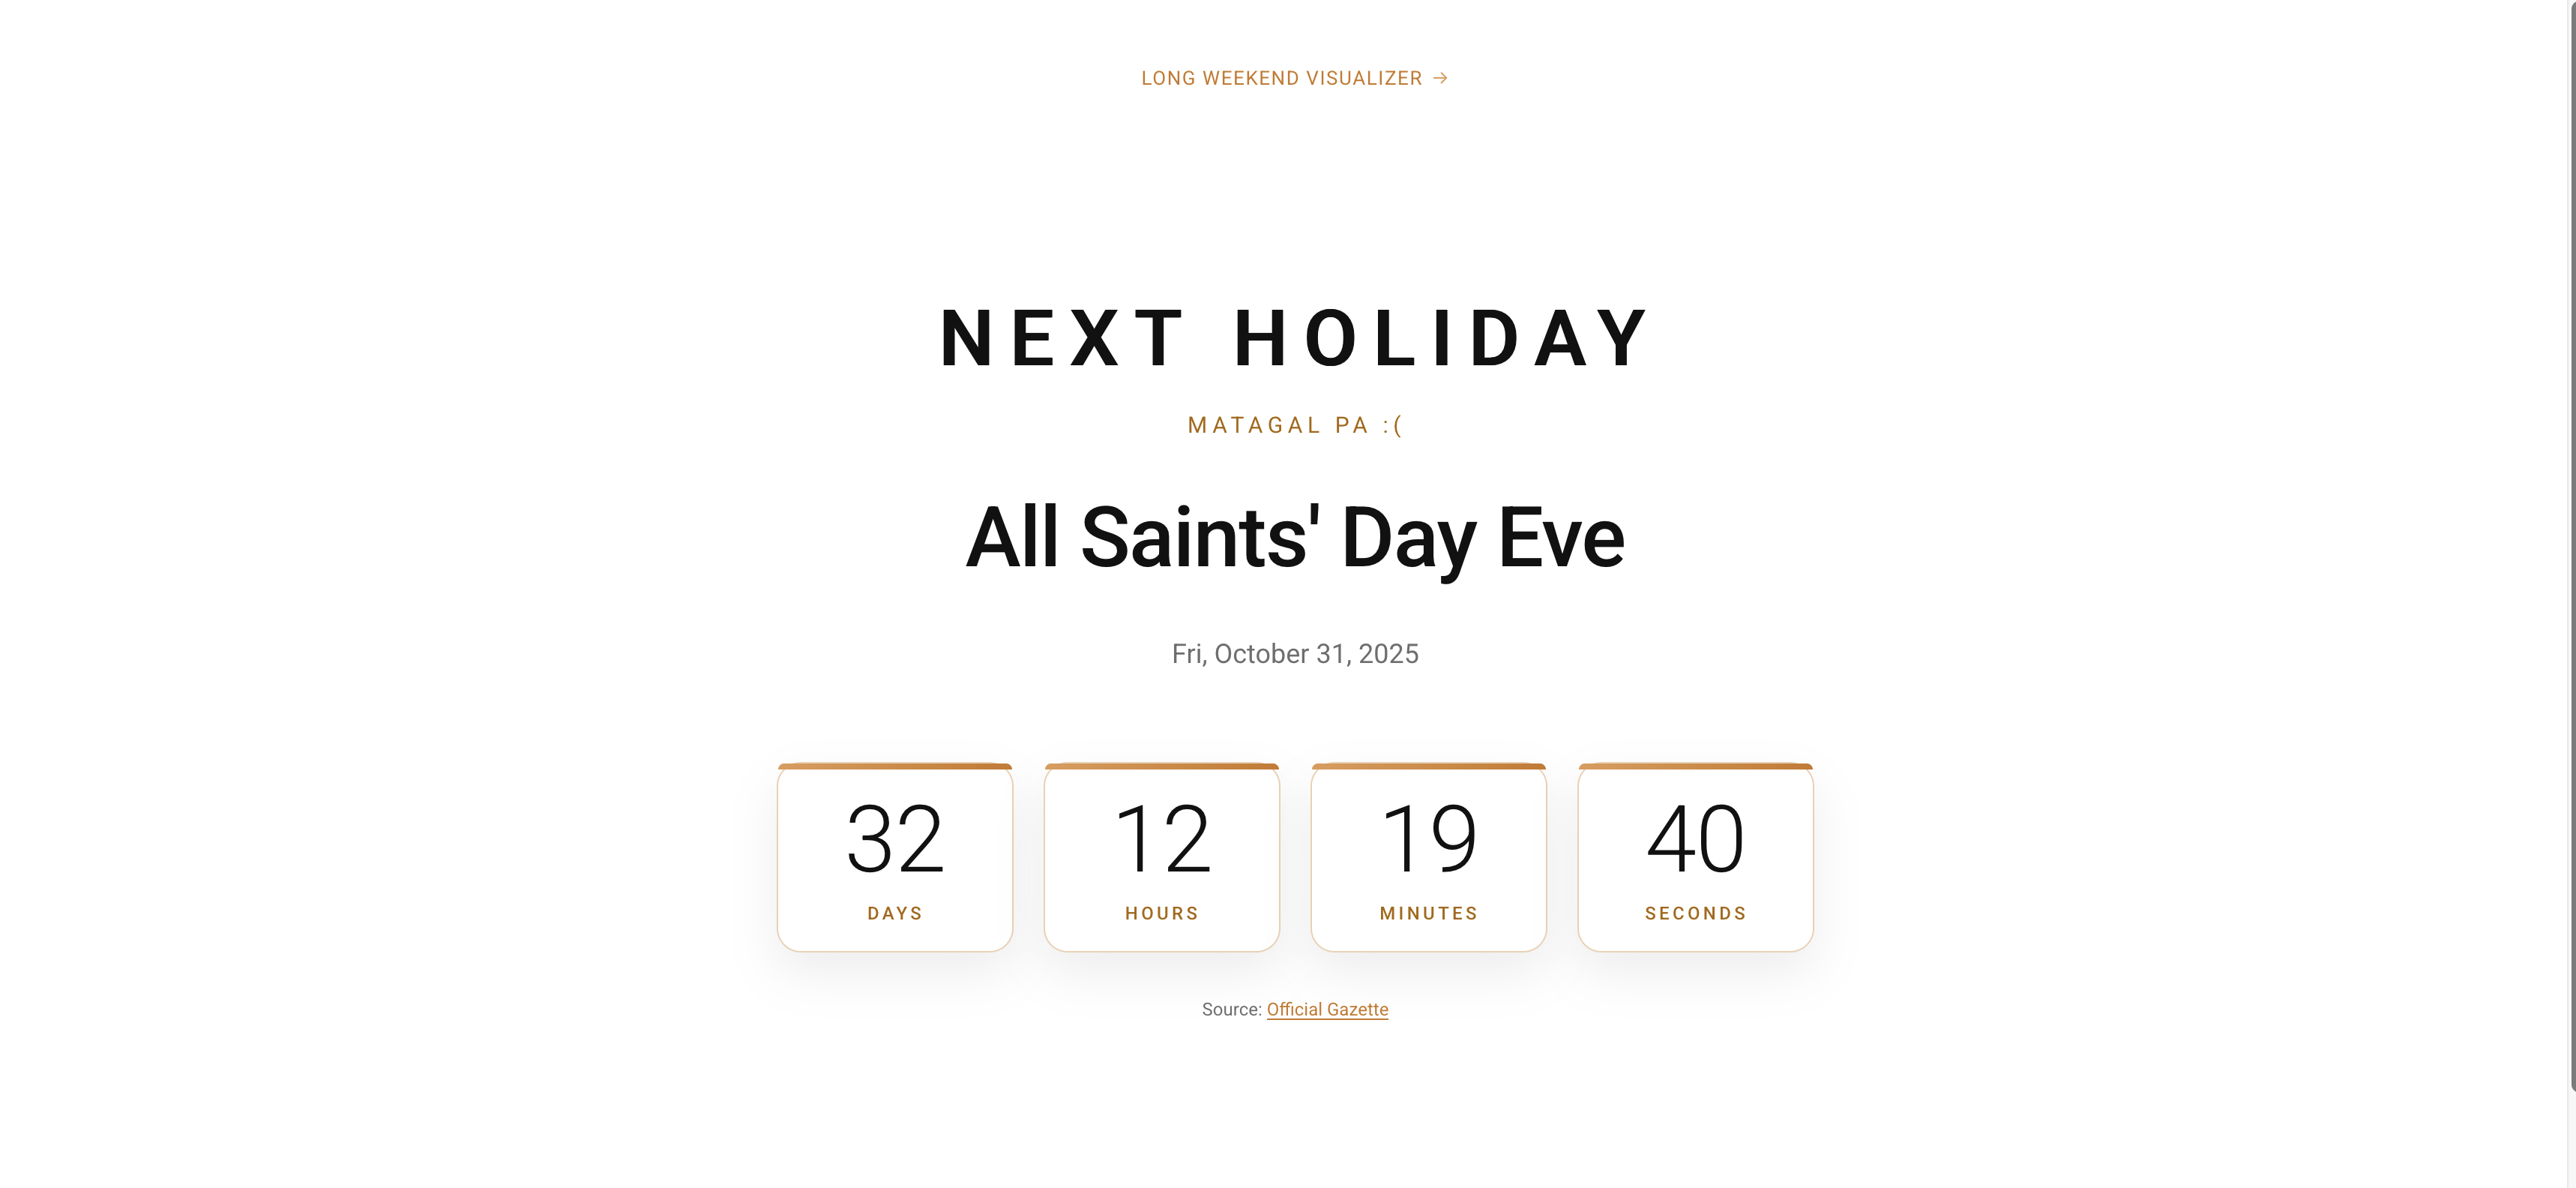 LONG WEEKEND VISUALIZER →
NEXT HOLIDAY
MATAGAL PA :(
All Saints' Day Eve
Fri, October 31, 2025
32 12 19 40
DAYS HOURS MINUTES SECONDS
Source: Official Gazette